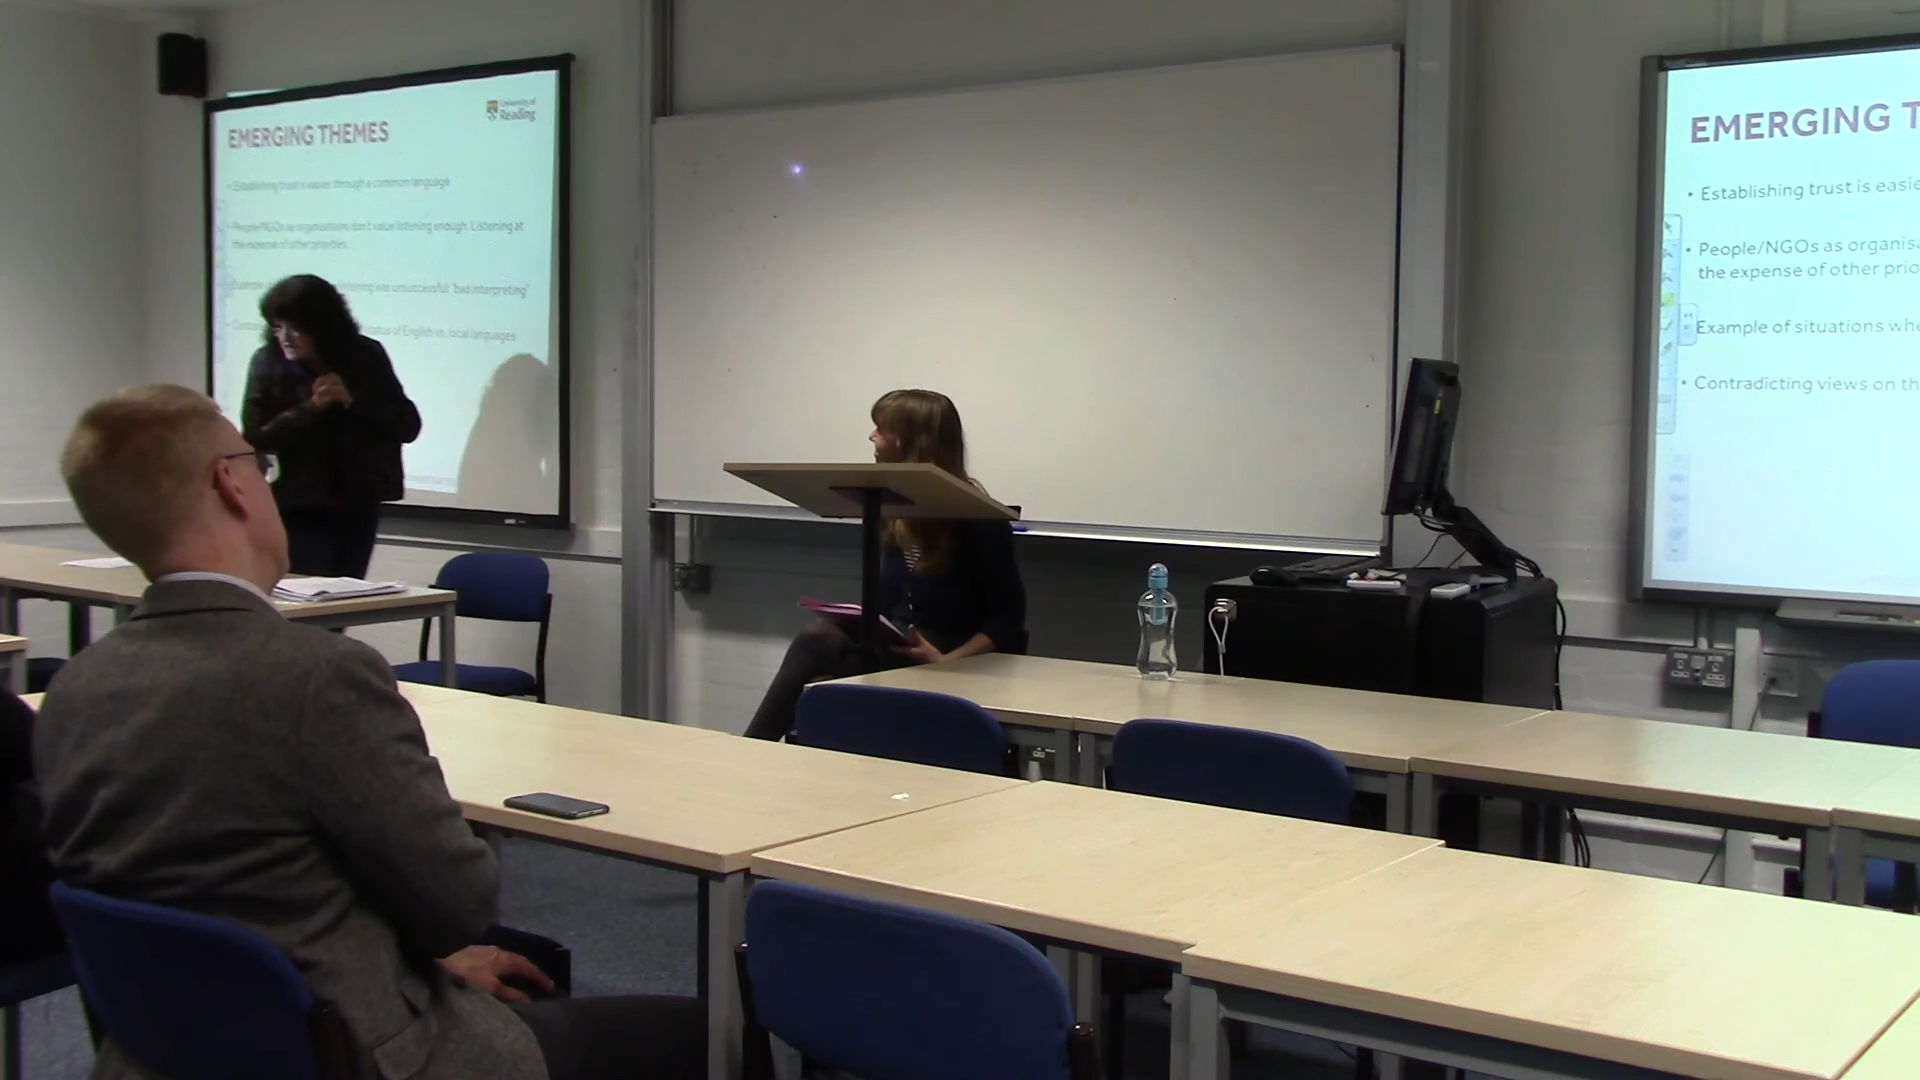 University of
Reading
EMERGING THEMES
• Establishing trust is easier through a common language
• People/NGOs as organisations don't value listening enough. Listening at
the expense of other priorities.
listening was unsuccessful: "bad interpreting"
status of English vs. local languages
EMERGING T
• Establishing trust is easie
• People/NGOs as organisa
the expense of other prio
Example of situations whe
• Contradicting views on th